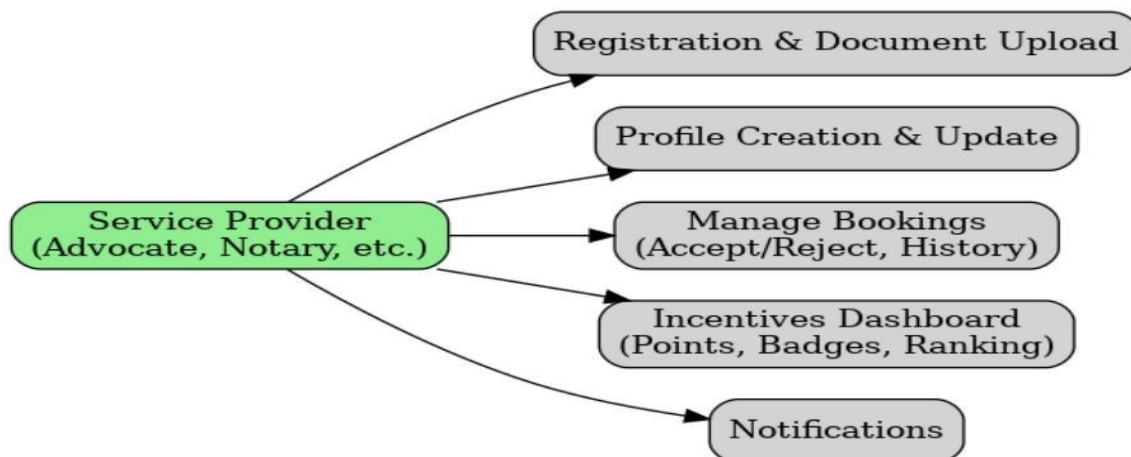 Registration & Document Upload
Profile Creation & Update
Service Provider
(Advocate, Notary, etc.)
Manage Bookings
(Accept/Reject, History)
Incentives Dashboard
(Points, Badges, Ranking)
Notifications